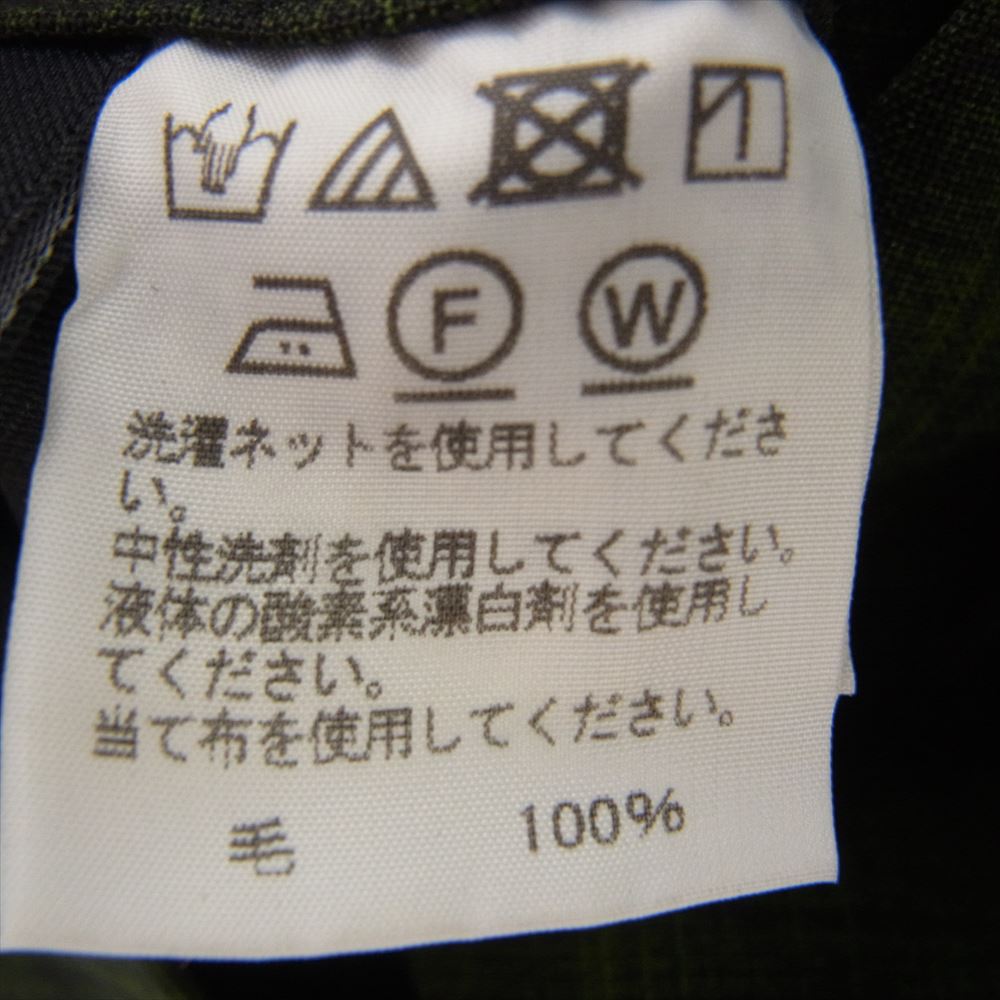 F W
洗濯ネットを使用してくださ
い。
中性洗剤を使用してください。
液体の酸素系漂白剤を使用し
てください。
当て布を使用してください。
毛 100%